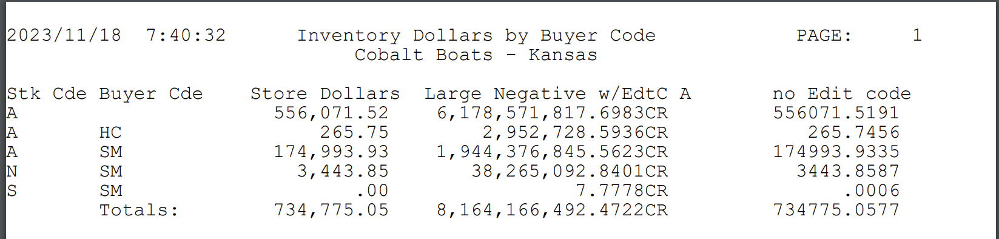 2023/11/18  7:40:32 Inventory Dollars by Buyer Code PAGE: 1
Cobalt Boats - Kansas
Stk Cde Buyer Cde Store Dollars Large Negative w/EdtC A no Edit code
A 556,071.52 6,178,571,817.6983CR 556071.5191
A HC 265.75 2,952,728.5936CR 265.7456
A SM 174,993.93 1,944,376,845.5623CR 174993.9335
N SM 3,443.85 38,265,092.8401CR 3443.8587
S SM .00 7.7778CR .0006
Totals: 734,775.05 8,164,166,492.4722CR 734775.0577